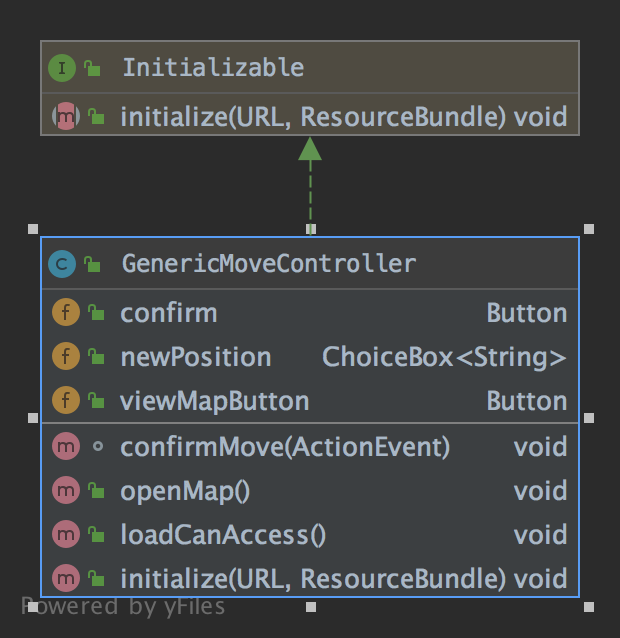 I Initializable
m initialize(URL, ResourceBundle) void
C GenericMoveController
f confirm Button
f newPosition ChoiceBox<String>
f viewMapButton Button
m confirmMove(ActionEvent) void
m openMap() void
m loadCanAccess() void
m initialize(URL, ResourceBundle) void
Powered by yFiles